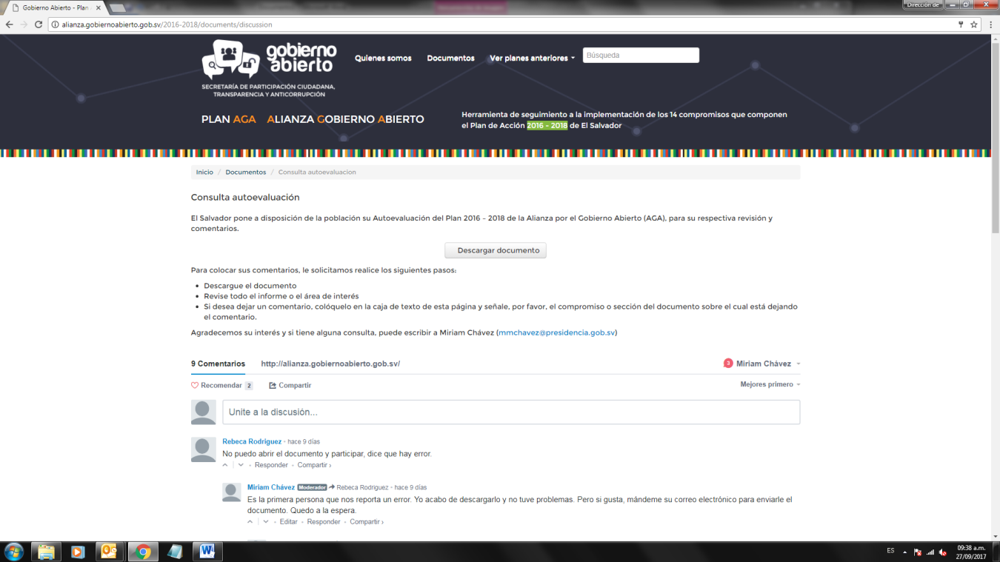 Gobierno Abierto - Plan
Dirección de
alianza.gobiernoabierto.gob.sv/2016-2018/documents/discussion
gobierno
abierto
Quienes somos
Documentos
Ver planes anteriores
Búsqueda
SECRETARÍA DE PARTICIPACIÓN CIUDADANA,
TRANSPARENCIA Y ANTICORRUPCIÓN
PLAN AGA ALIANZA GOBIERNO ABIERTO
Herramienta de seguimiento a la implementación de los 14 compromisos que componen
el Plan de Acción 2016 - 2018 de El Salvador
Inicio / Documentos / Consulta autoevaluacion
Consulta autoevaluación
El Salvador pone a disposición de la población su Autoevaluación del Plan 2016 – 2018 de la Alianza por el Gobierno Abierto (AGA), para su respectiva revisión y
comentarios.
Descargar documento
Para colocar sus comentarios, le solicitamos realice los siguientes pasos:
• Descargue el documento
• Revise todo el informe o el área de interés
• Si desea dejar un comentario, colóquelo en la caja de texto de esta página y señale, por favor, el compromiso o sección del documento sobre el cual está dejando
el comentario.
Agradecemos su interés y si tiene alguna consulta, puede escribir a Miriam Chávez (mmchavez@presidencia.gob.sv)
9 Comentarios
http://alianza.gobiernoabierto.gob.sv/
3 Miriam Chávez
Recomendar 2
Compartir
Mejores primero
Unite a la discusión...
Rebeca Rodriguez • hace 9 días
No puedo abrir el documento y participar, dice que hay error.
• Responder • Compartir ›
Miriam Chávez Moderador Rebeca Rodriguez • hace 9 días
Es la primera persona que nos reporta un error. Yo acabo de descargarlo y no tuve problemas. Pero si gusta, mándeme su correo electrónico para enviarle el
documento. Quedo a la espera.
• Editar • Responder • Compartir ›
ES
09:38 a.m.
27/09/2017